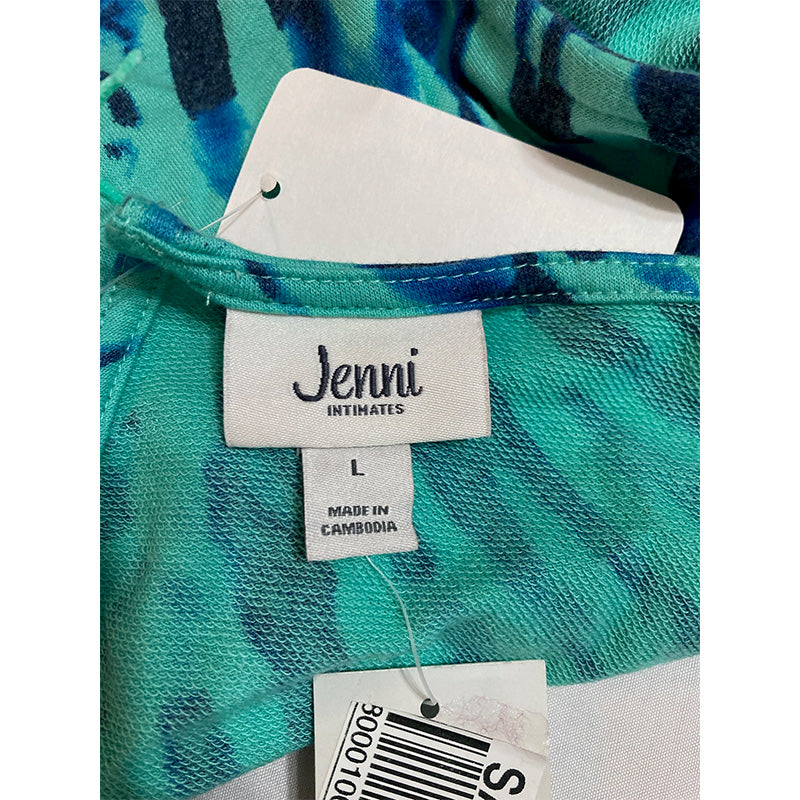 Jenni
INTIMATES
L
MADE IN
CAMBODIA